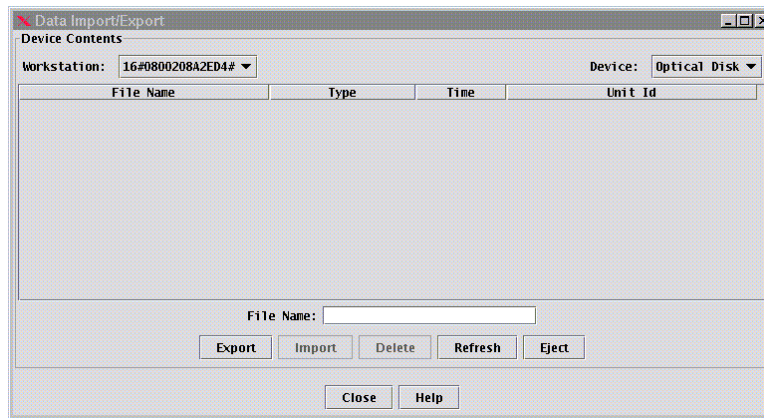 Data Import/Export
Device Contents
Workstation: 16#0800208A2ED4# Device: Optical Disk
File Name Type Time Unit Id
File Name:
Export Import Delete Refresh Eject
Close Help